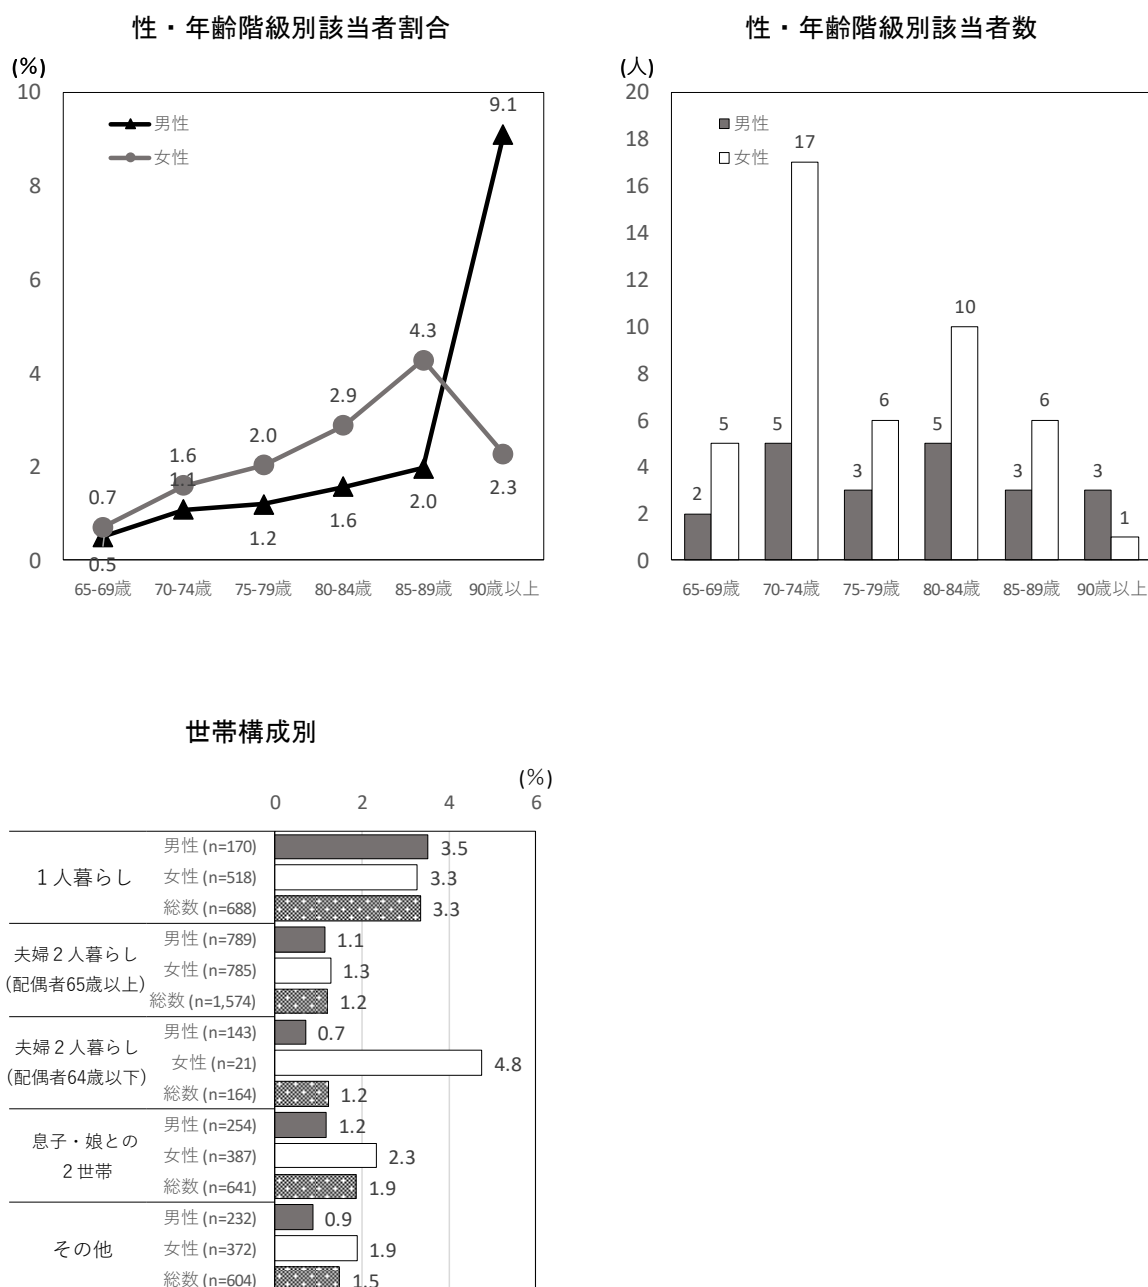 性・年齢階級別該当者割合
(%)
10
8
6
4
2
0
男性
女性
9.1
4.3
2.9
2.0
1.6
1.1
0.7
0.5
1.2
1.6
2.0
2.3
65-69歳 70-74歳 75-79歳 80-84歳 85-89歳 90歳以上
性・年齢階級別該当者数
(人)
20
18
16
14
12
10
8
6
4
2
0
男性
女性
2 5 5 17 3 6 5 10 3 6 3 1
65-69歳 70-74歳 75-79歳 80-84歳 85-89歳 90歳以上
世帯構成別
(%)
0 2 4 6
1人暮らし
男性 (n=170) 3.5
女性 (n=518) 3.3
総数 (n=688) 3.3
夫婦2人暮らし
(配偶者65歳以上)
男性 (n=789) 1.1
女性 (n=785) 1.3
総数 (n=1,574) 1.2
夫婦2人暮らし
(配偶者64歳以下)
男性 (n=143) 0.7
女性 (n=21) 4.8
総数 (n=164) 1.2
息子・娘との
2世帯
男性 (n=254) 1.2
女性 (n=387) 2.3
総数 (n=641) 1.9
その他
男性 (n=232) 0.9
女性 (n=372) 1.9
総数 (n=604) 1.5